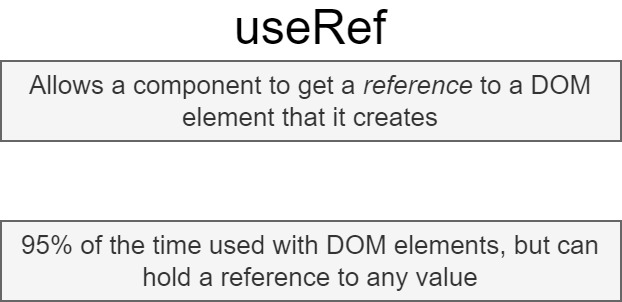 useRef
Allows a component to get a reference to a DOM
element that it creates
95% of the time used with DOM elements, but can
hold a reference to any value